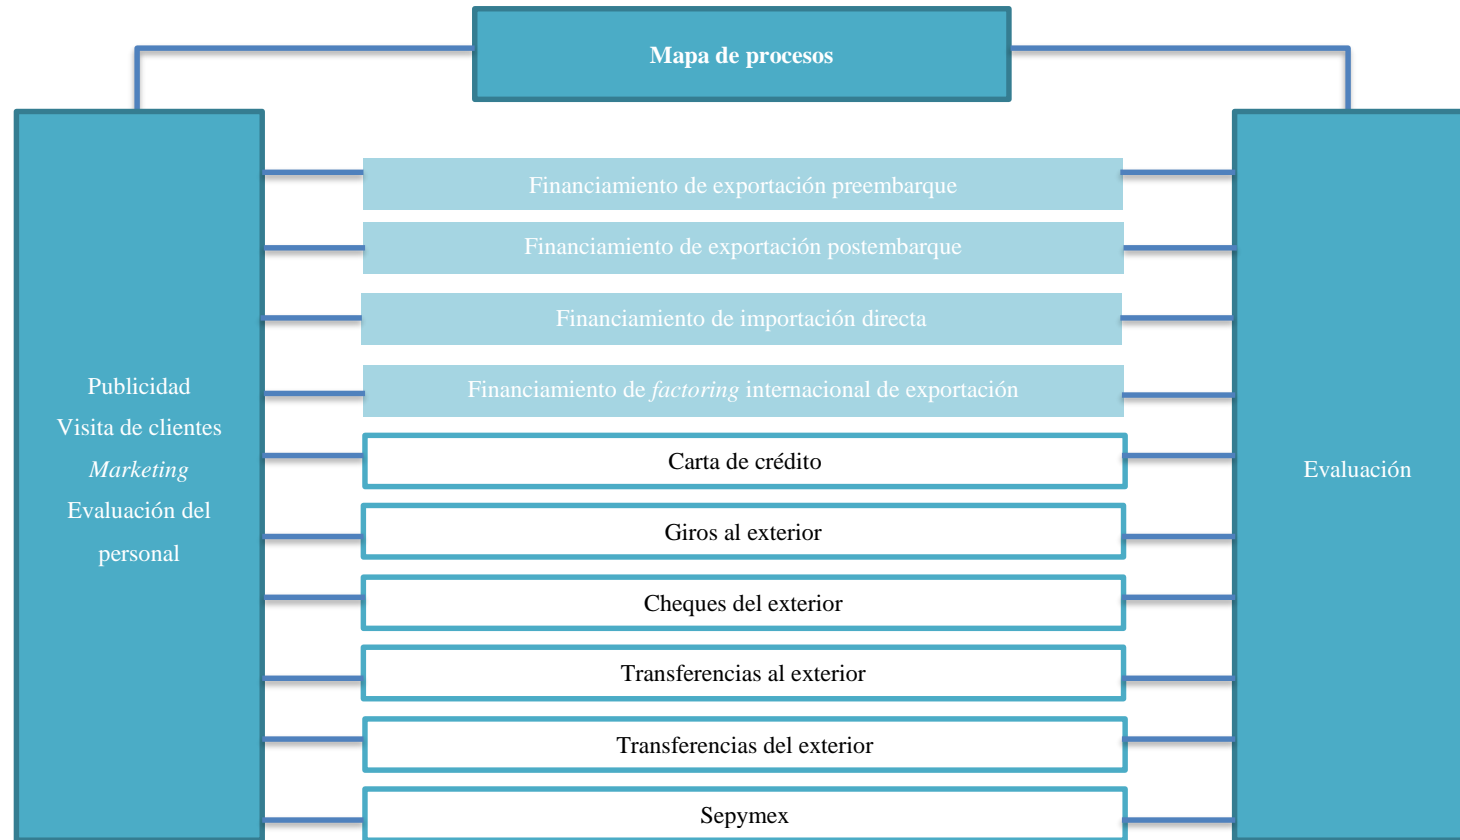 Mapa de procesos
Publicidad
Visita de clientes
Marketing
Evaluación del
personal
Financiamiento de exportación preembarque
Financiamiento de exportación postembarque
Financiamiento de importación directa
Financiamiento de factoring internacional de exportación
Carta de crédito
Giros al exterior
Cheques del exterior
Transferencias al exterior
Transferencias del exterior
Sepymex
Evaluación